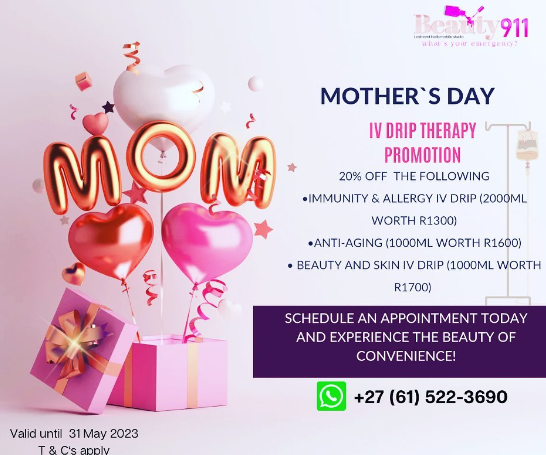 Beauty 911
what's your emergency?
MOTHER`S DAY
IV DRIP THERAPY
PROMOTION
20% OFF THE FOLLOWING
•IMMUNITY & ALLERGY IV DRIP (2000ML
WORTH R1300)
•ANTI-AGING (1000ML WORTH R1600)
• BEAUTY AND SKIN IV DRIP (1000ML WORTH
R1700)
SCHEDULE AN APPOINTMENT TODAY
AND EXPERIENCE THE BEAUTY OF
CONVENIENCE!
+27 (61) 522-3690
MOM
Valid until 31 May 2023
T & C's apply